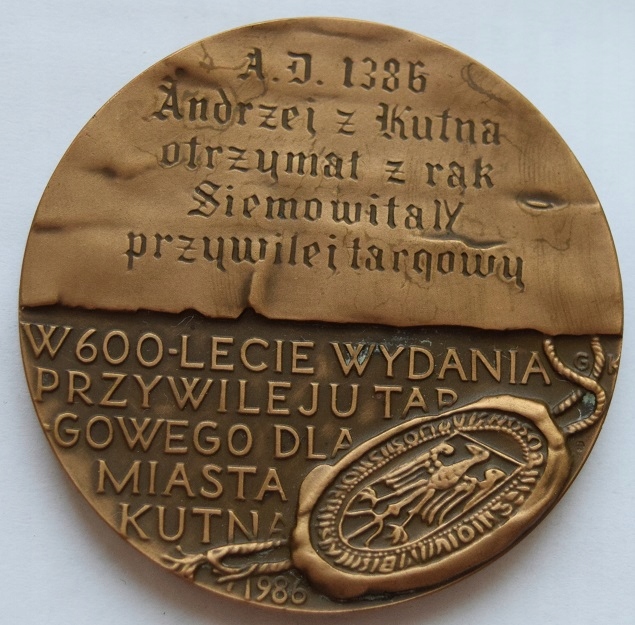 A.D. 1386
Andrzej z Kutna
otrzymał z rąk
Siemowita IV
przywilej targowy
W 600-LECIE WYDANIA
PRZYWILEJU TAR
GOWEGO DLA
MIASTA
KUTNA
1986